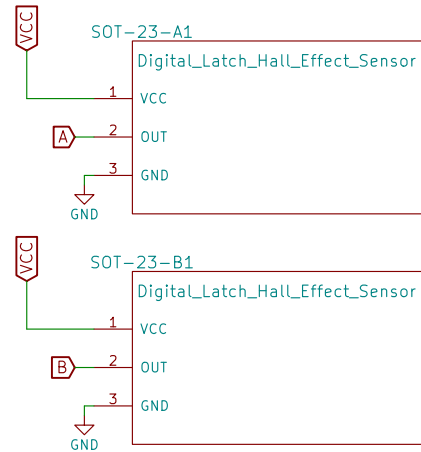 VCC
SOT-23-A1
Digital_Latch_Hall_Effect_Sensor
1 VCC
A 2 OUT
3 GND
GND
VCC
SOT-23-B1
Digital_Latch_Hall_Effect_Sensor
1 VCC
B 2 OUT
3 GND
GND